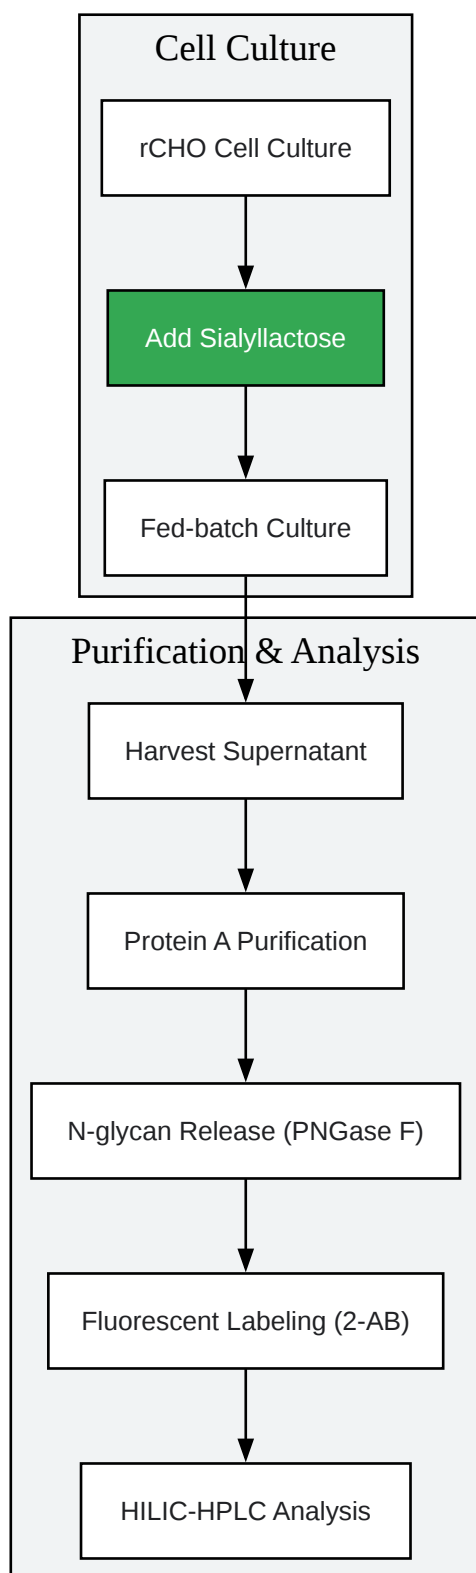 Cell Culture
rCHO Cell Culture
Add Sialyllactose
Fed-batch Culture
Purification & Analysis
Harvest Supernatant
Protein A Purification
N-glycan Release (PNGase F)
Fluorescent Labeling (2-AB)
HILIC-HPLC Analysis